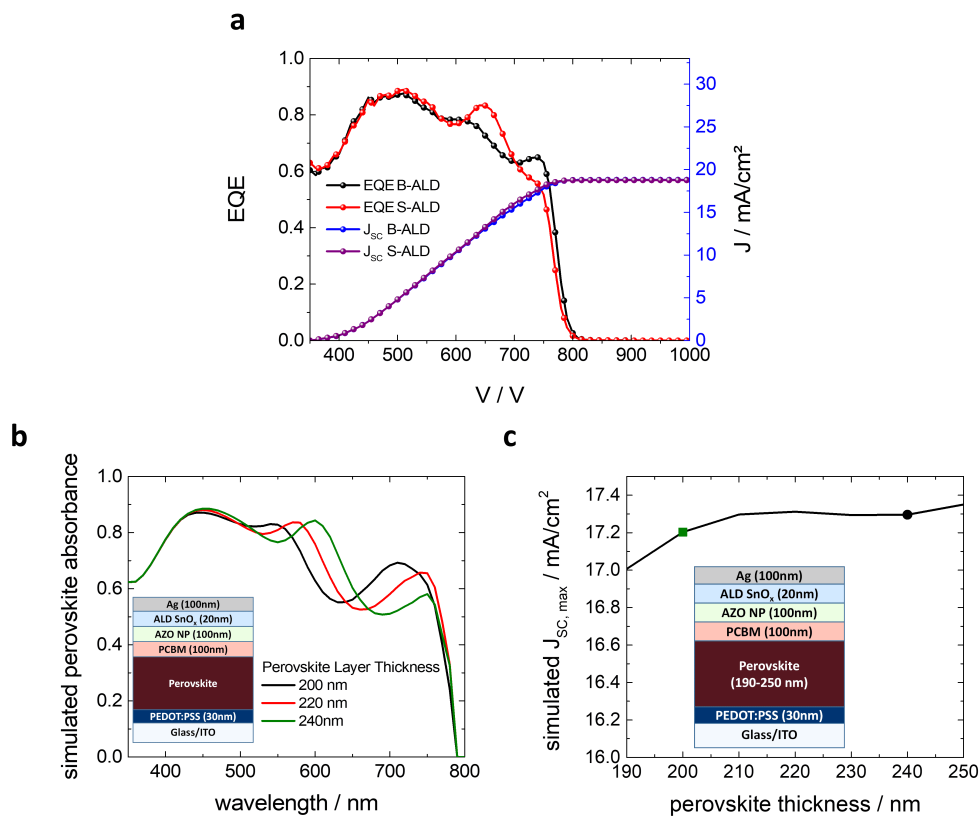 a
EQE
1.0
0.8
0.6
0.4
0.2
0.0
EQE B-ALD
EQE S-ALD
J_SC B-ALD
J_SC S-ALD
30
25
20
15
10
5
0
J / mA/cm²
400 500 600 700 800 900 1000
V / V
b
simulated perovskite absorbance
1.0
0.8
0.6
0.4
0.2
0.0
Ag (100nm)
ALD SnOₓ (20nm)
AZO NP (100nm)
PCBM (100nm)
Perovskite
PEDOT:PSS (30nm)
Glass/ITO
Perovskite Layer Thickness
200 nm
220 nm
240nm
400 500 600 700 800
wavelength / nm
c
simulated J_SC, max / mA/cm²
17.4
17.2
17.0
16.8
16.6
16.4
16.2
16.0
Ag (100nm)
ALD SnOₓ (20nm)
AZO NP (100nm)
PCBM (100nm)
Perovskite
(190-250 nm)
PEDOT:PSS (30nm)
Glass/ITO
190 200 210 220 230 240 250
perovskite thickness / nm